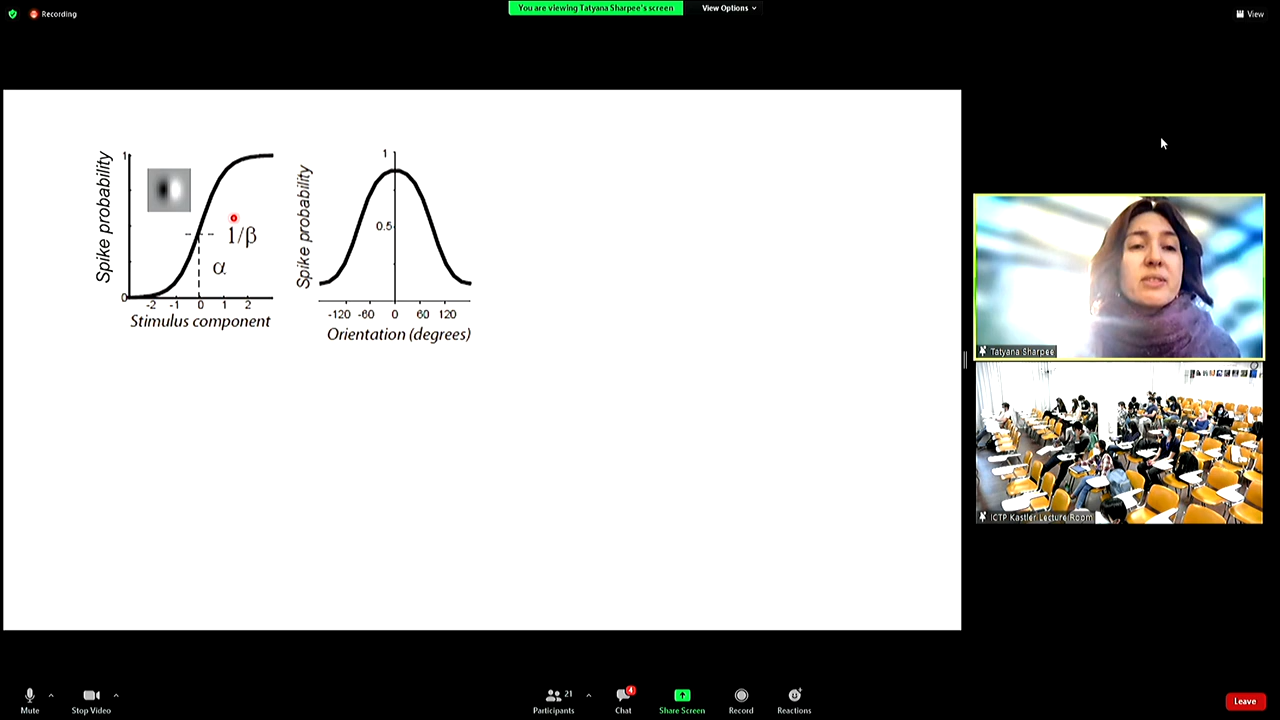 Recording
You are viewing Tatyana Sharpee's screen
View Options
View
Spike probability
1
0
1/β
α
-2 -1 0 1 2
Stimulus component
Spike probability
1
0.5
-120 -60 0 60 120
Orientation (degrees)
Tatyana Sharpee
ICTP Kastler Lecture Room
Mute
Stop Video
21
Participants
4
Chat
Share Screen
Record
Reactions
Leave